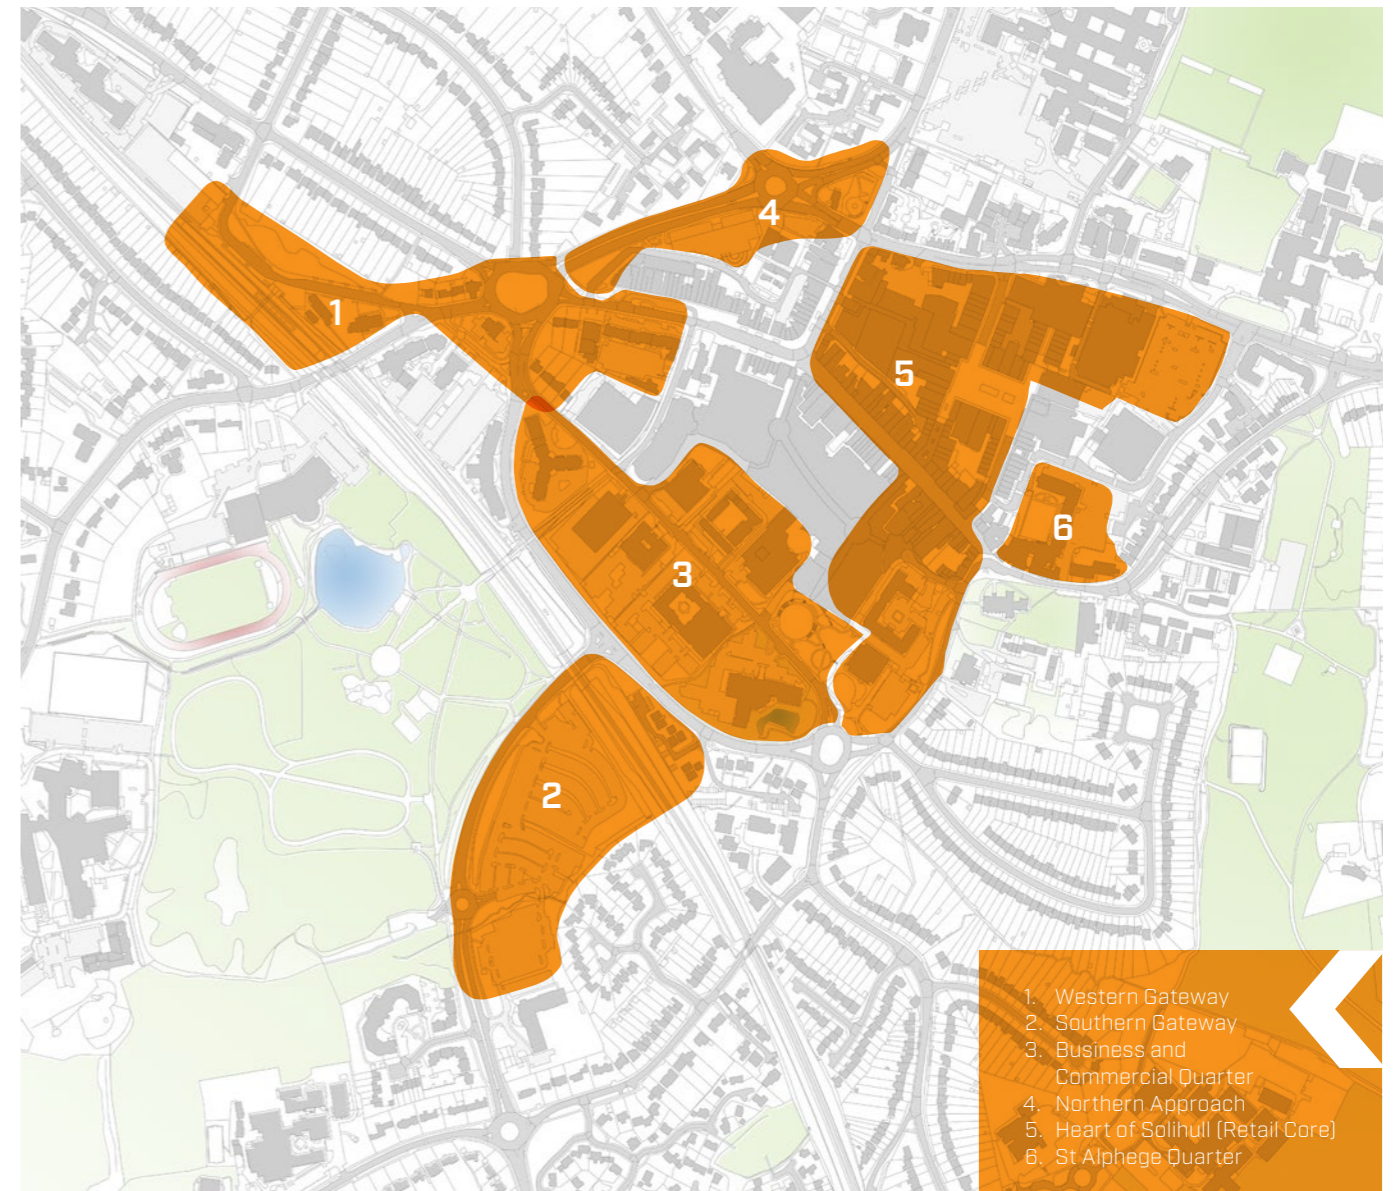 4
1
5
6
3
2
1. Western Gateway
2. Southern Gateway
3. Business and
Commercial Quarter
4. Northern Approach
5. Heart of Solihull (Retail Core)
6. St Alphege Quarter